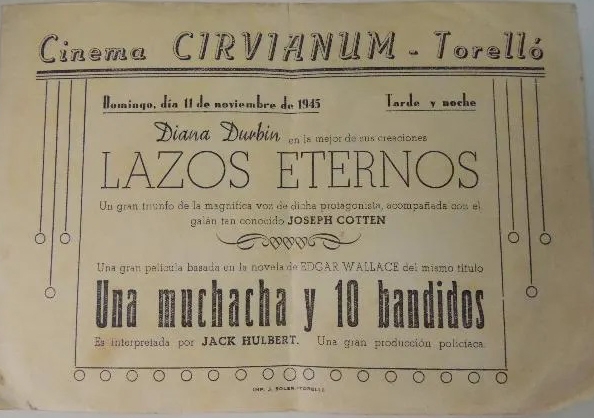 Cinema CIRVIANUM - Torelló
Domingo, día 11 de noviembre de 1945 Tarde y noche
Diana Durbin en la mejor de sus creaciones
LAZOS ETERNOS
Un gran triunfo de la magnífica voz de dicha protagonista, acompañada con el
galán tan conocido JOSEPH COTTEN
Una gran película basada en la novela de EDGAR WALLACE del mismo título
Una muchacha y 10 bandidos
Es interpretada por JACK HULBERT. Una gran producción policíaca.
IMP. J. SOLER-TORELLÓ